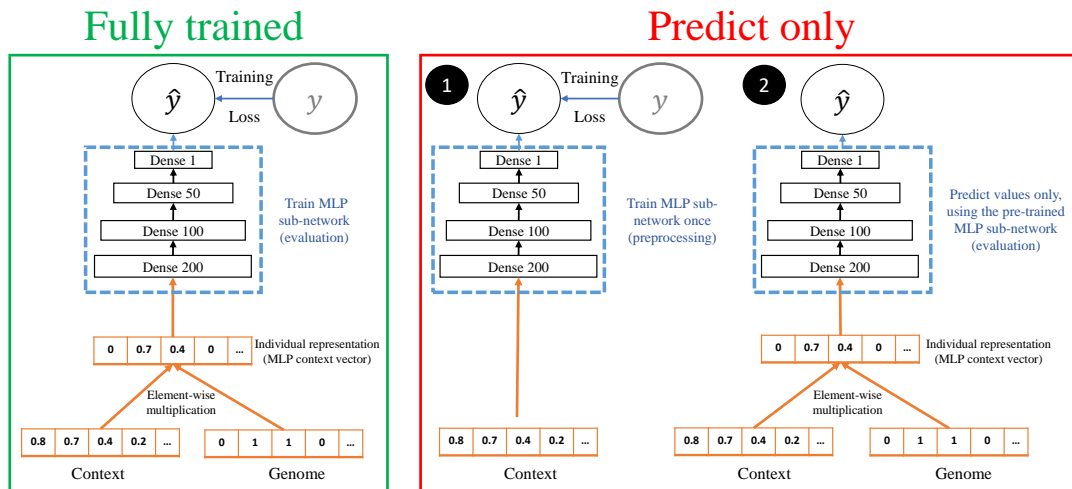 Fully trained
ŷ
Training
Loss
y
Dense 1
Dense 50
Dense 100
Dense 200
Train MLP
sub-network
(evaluation)
0 0.7 0.4 0 ...
Individual representation
(MLP context vector)
Element-wise
multiplication
0.8 0.7 0.4 0.2 ...
0 1 1 0 ...
Context
Genome
Predict only
1
ŷ
Training
Loss
y
Dense 1
Dense 50
Dense 100
Dense 200
Train MLP sub-
network once
(preprocessing)
0.8 0.7 0.4 0.2 ...
Context
2
ŷ
Dense 1
Dense 50
Dense 100
Dense 200
Predict values only,
using the pre-trained
MLP sub-network
(evaluation)
0 0.7 0.4 0 ...
Individual representation
(MLP context vector)
Element-wise
multiplication
0.8 0.7 0.4 0.2 ...
0 1 1 0 ...
Context
Genome